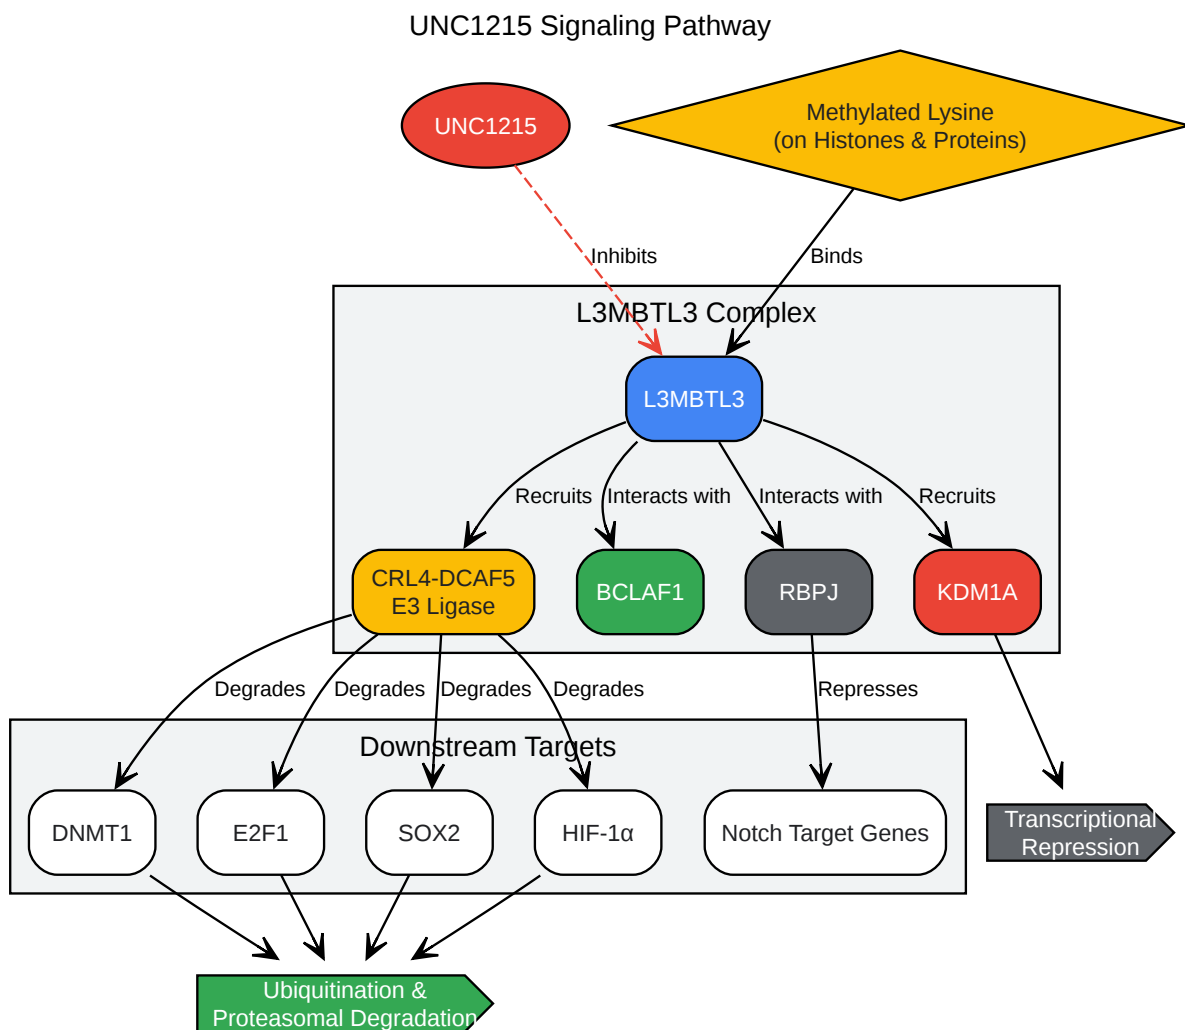 UNC1215 Signaling Pathway
UNC1215
Methylated Lysine
(on Histones & Proteins)
Inhibits
Binds
L3MBTL3 Complex
L3MBTL3
Recruits
Interacts with
Interacts with
Recruits
CRL4-DCAF5
E3 Ligase
BCLAF1
RBPJ
KDM1A
Degrades
Degrades
Degrades
Degrades
Represses
Downstream Targets
DNMT1
E2F1
SOX2
HIF-1α
Notch Target Genes
Transcriptional
Repression
Ubiquitination &
Proteasomal Degradation